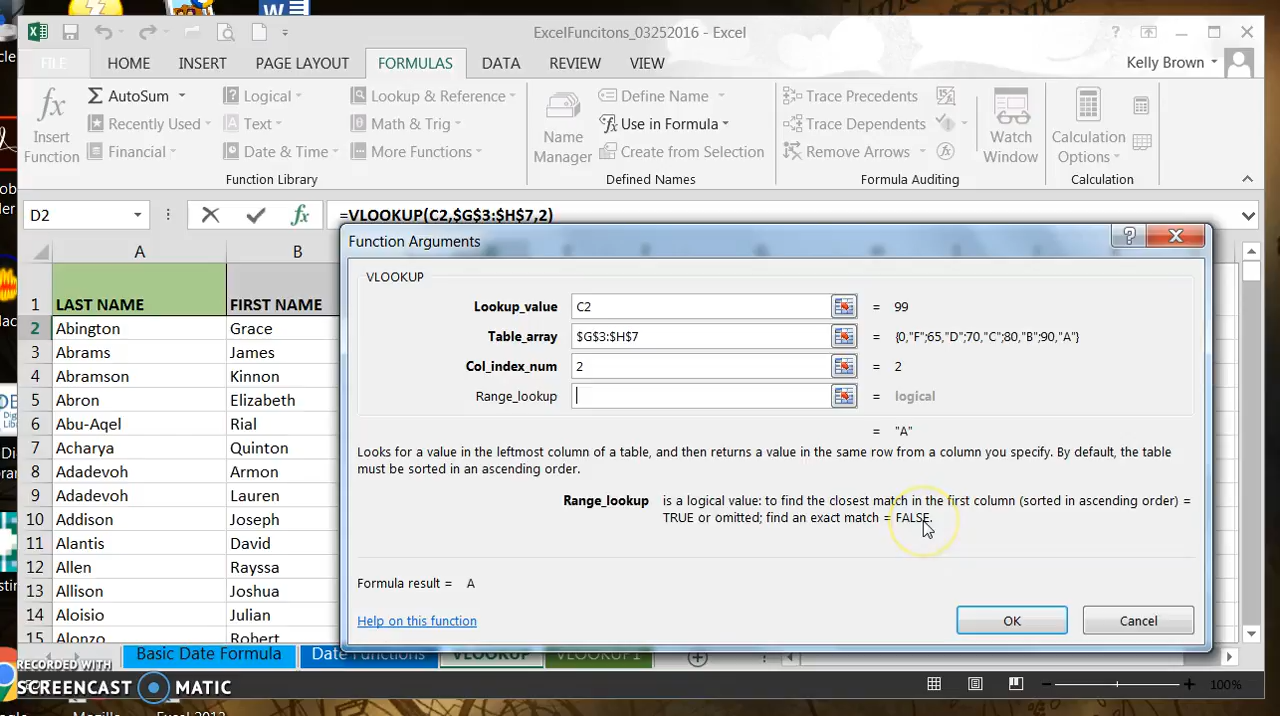 ExcelFuncitons_03252016 - Excel
FILE HOME INSERT PAGE LAYOUT FORMULAS DATA REVIEW VIEW Kelly Brown
fx Insert Function
Σ AutoSum
Recently Used
Financial
Logical
Text
Date & Time
Lookup & Reference
Math & Trig
More Functions
Function Library
Name Manager
Define Name
Use in Formula
Create from Selection
Defined Names
Trace Precedents
Trace Dependents
Remove Arrows
Formula Auditing
Watch Window
Calculation Options
Calculation
D2 fx =VLOOKUP(C2,$G$3:$H$7,2)
A B
1 LAST NAME FIRST NAME
2 Abington Grace
3 Abrams James
4 Abramson Kinnon
5 Abron Elizabeth
6 Abu-Aqel Rial
7 Acharya Quinton
8 Adadevoh Armon
9 Adadevoh Lauren
10 Addison Joseph
11 Alantis David
12 Allen Rayssa
13 Allison Joshua
14 Aloisio Julian
15 Alonzo Robert
Function Arguments
VLOOKUP
Lookup_value C2 = 99
Table_array $G$3:$H$7 = {0,"F";65,"D";70,"C";80,"B";90,"A"}
Col_index_num 2 = 2
Range_lookup = logical
= "A"
Looks for a value in the leftmost column of a table, and then returns a value in the same row from a column you specify. By default, the table
must be sorted in an ascending order.
Range_lookup is a logical value: to find the closest match in the first column (sorted in ascending order) =
TRUE or omitted; find an exact match = FALSE.
Formula result = A
Help on this function
OK Cancel
Basic Date Formula Date Functions VLOOKUP VLOOKUP1
RECORDED WITH
SCREENCAST MATIC
100%